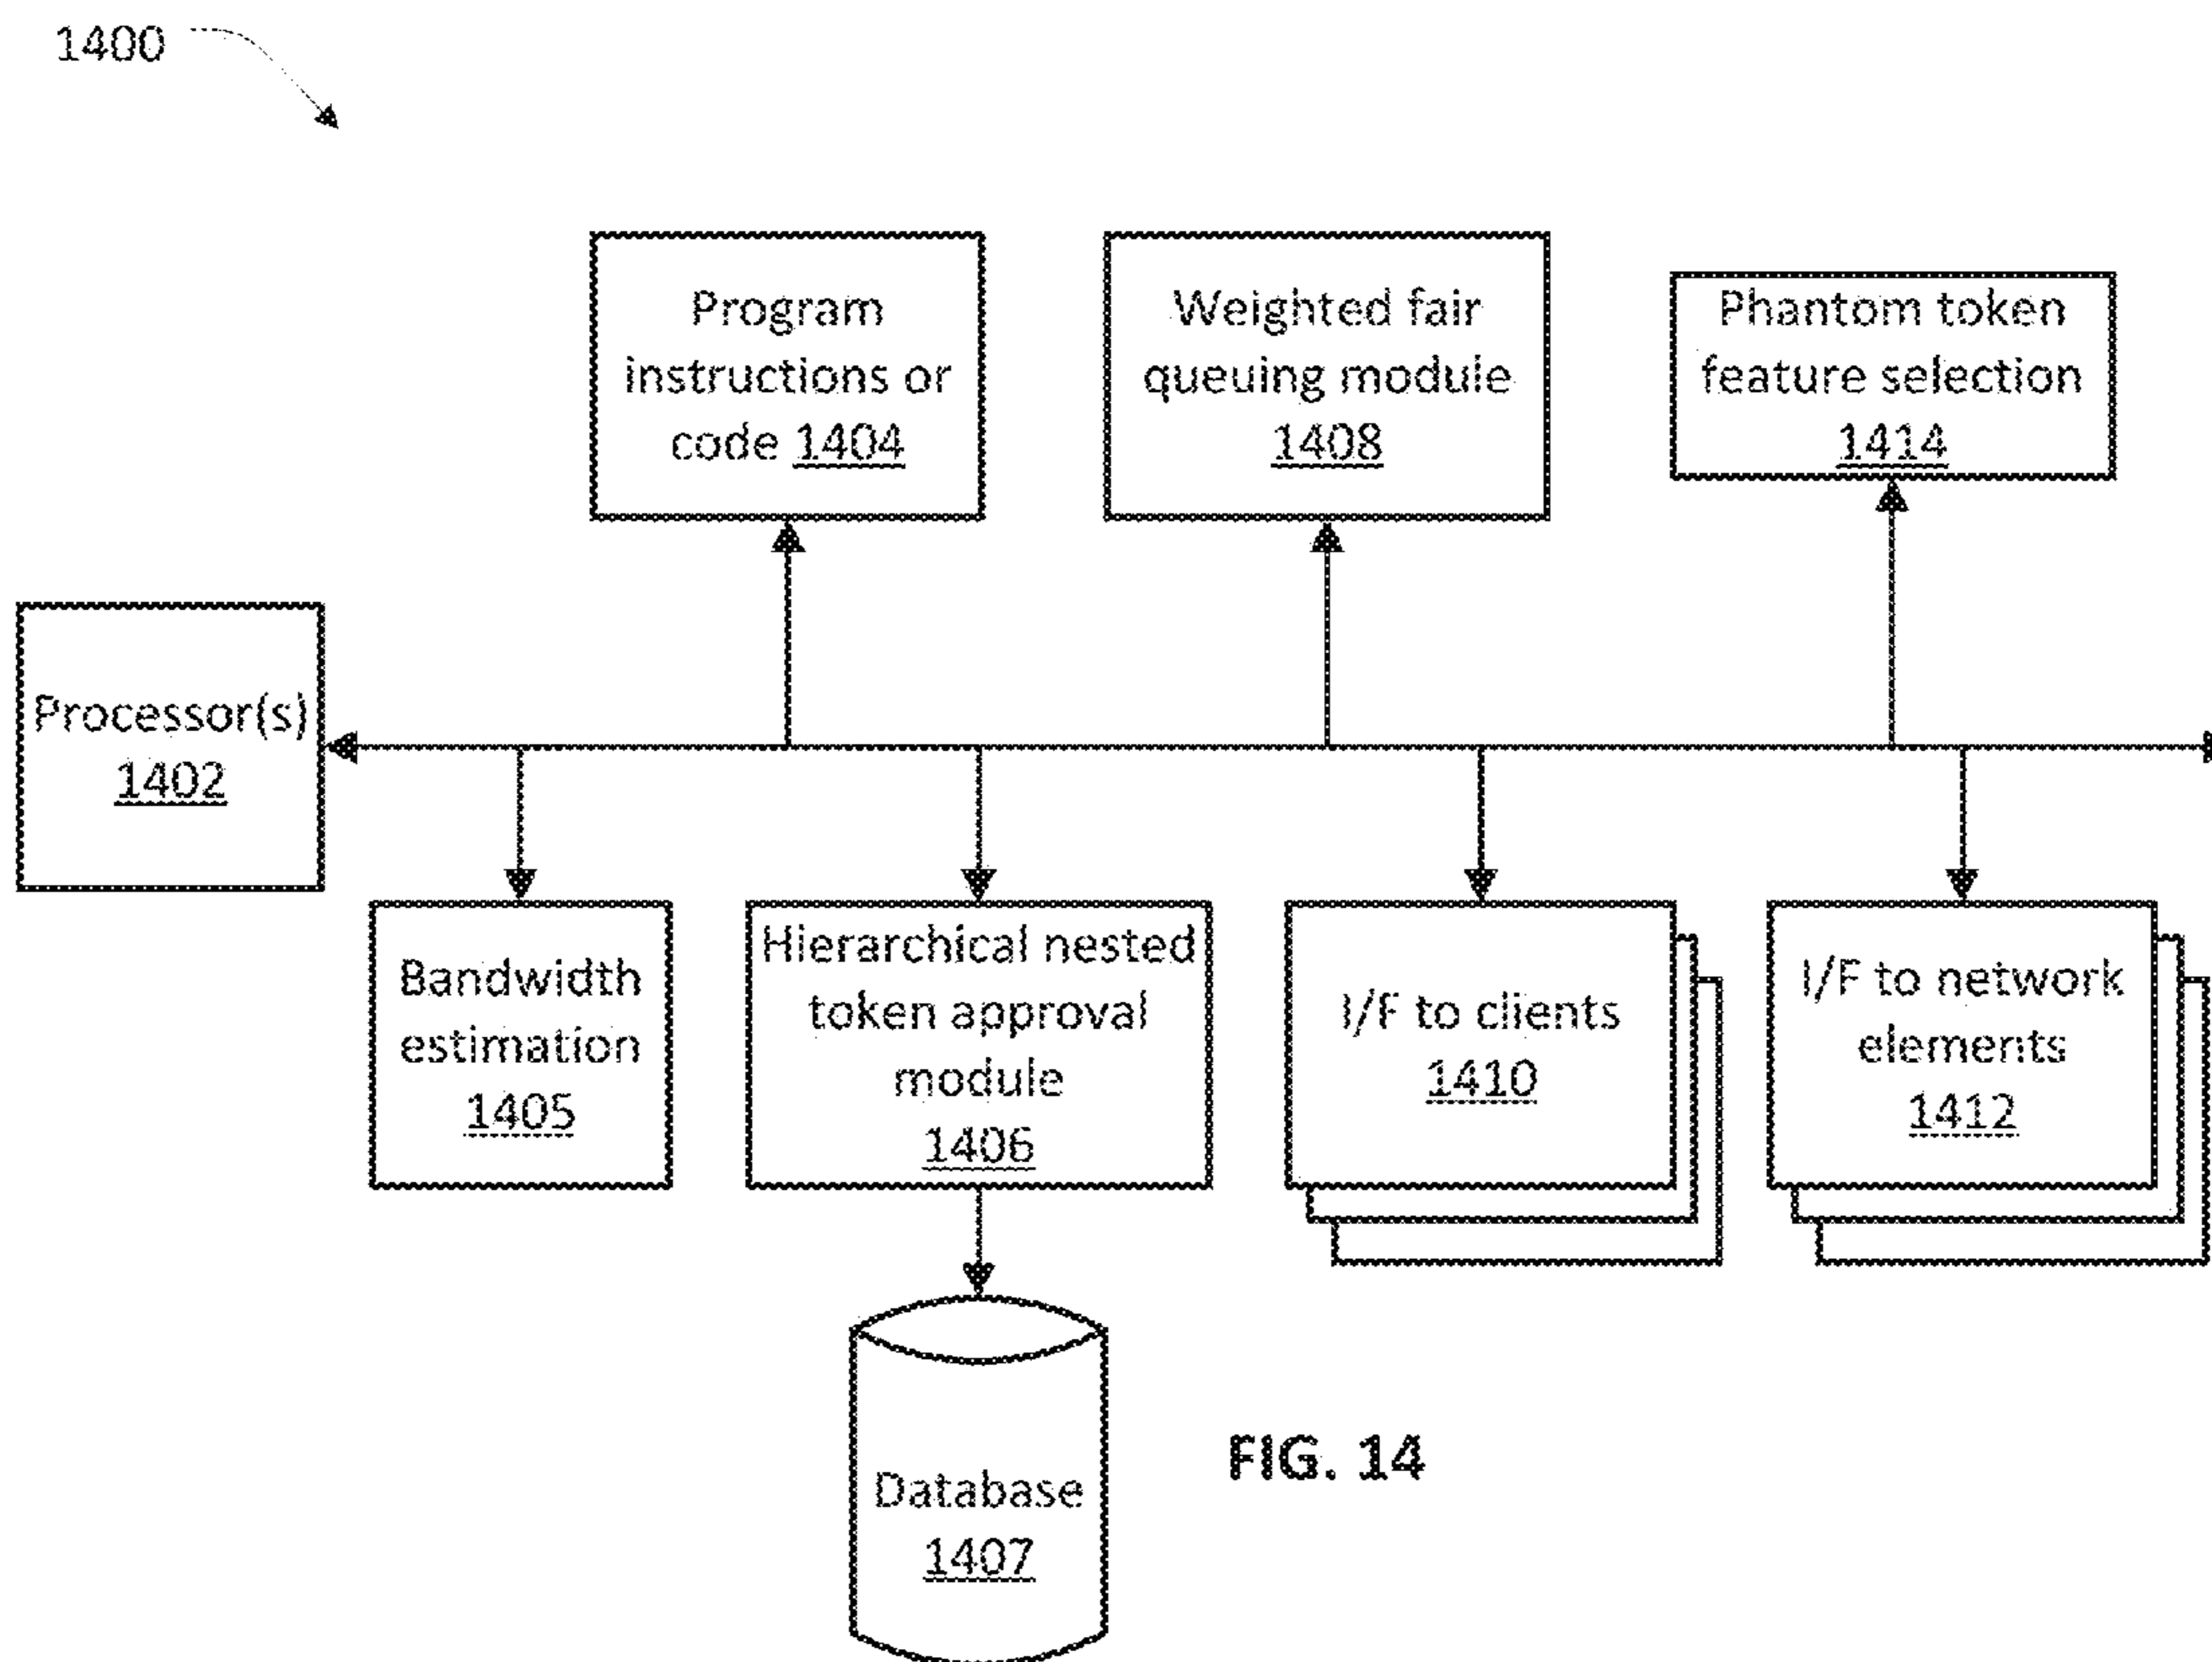 1400
Program
instructions or
code 1404
Weighted fair
queuing module
1408
Phantom token
feature selection
1414
Processor(s)
1402
Bandwidth
estimation
1405
Hierarchical nested
token approval
module
1406
I/F to clients
1410
I/F to network
elements
1412
Database
1407
FIG. 14